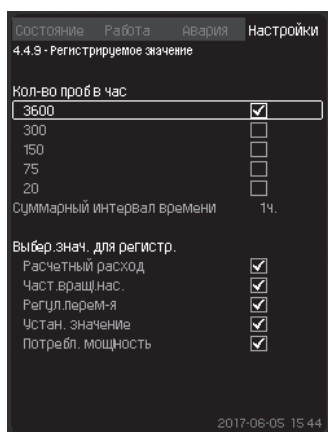 Состояние Работа Авария Настройки
4.4.9 - Регистрируемое значение
Кол-во проб в час
3600
300
150
75
20
Суммарный интервал времени 1ч.
Выбер.знач. для регистр.
Расчетный расход
Част.вращ.нас.
Регул.перем-я
Устан. значение
Потребл. мощность
2017-06-05 15:44